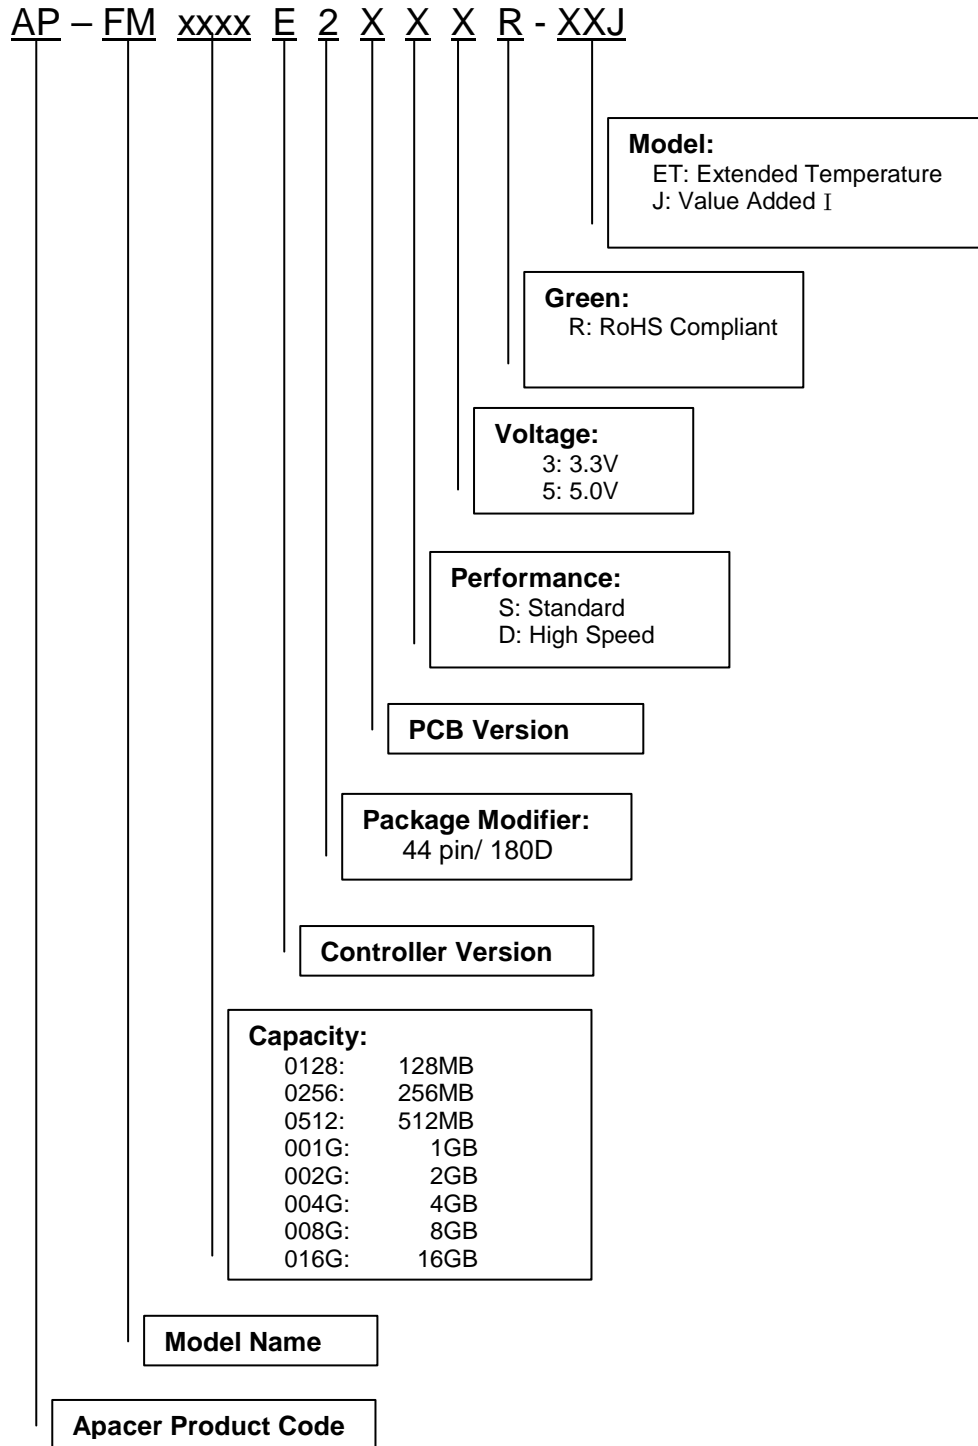 AP – FM xxxx E 2 X X X R - XXJ
Model:
ET: Extended Temperature
J: Value Added I
Green:
R: RoHS Compliant
Voltage:
3: 3.3V
5: 5.0V
Performance:
S: Standard
D: High Speed
PCB Version
Package Modifier:
44 pin/ 180D
Controller Version
Capacity:
0128: 128MB
0256: 256MB
0512: 512MB
001G: 1GB
002G: 2GB
004G: 4GB
008G: 8GB
016G: 16GB
Model Name
Apacer Product Code